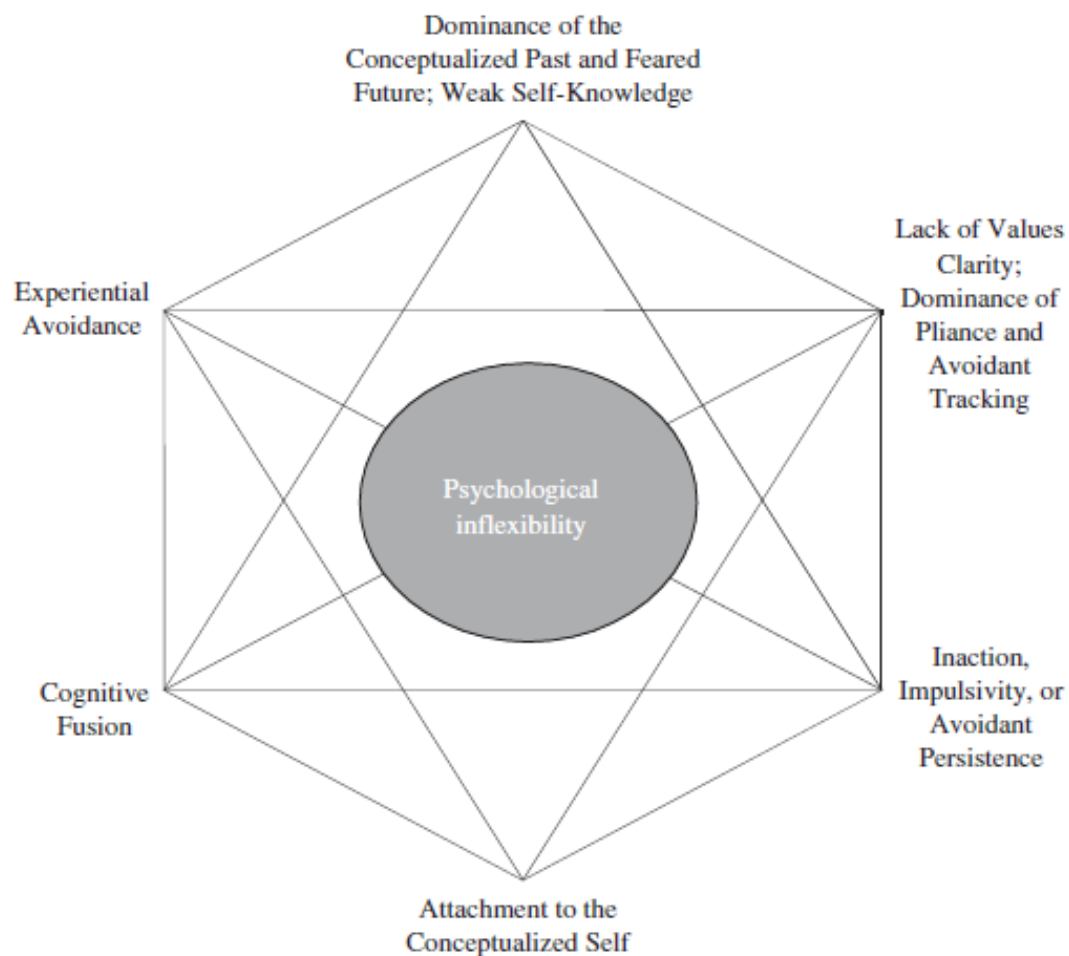 Dominance of the
Conceptualized Past and Feared
Future; Weak Self-Knowledge
Lack of Values
Clarity;
Dominance of
Pliance and
Avoidant
Tracking
Experiential
Avoidance
Psychological
inflexibility
Cognitive
Fusion
Inaction,
Impulsivity, or
Avoidant
Persistence
Attachment to the
Conceptualized Self